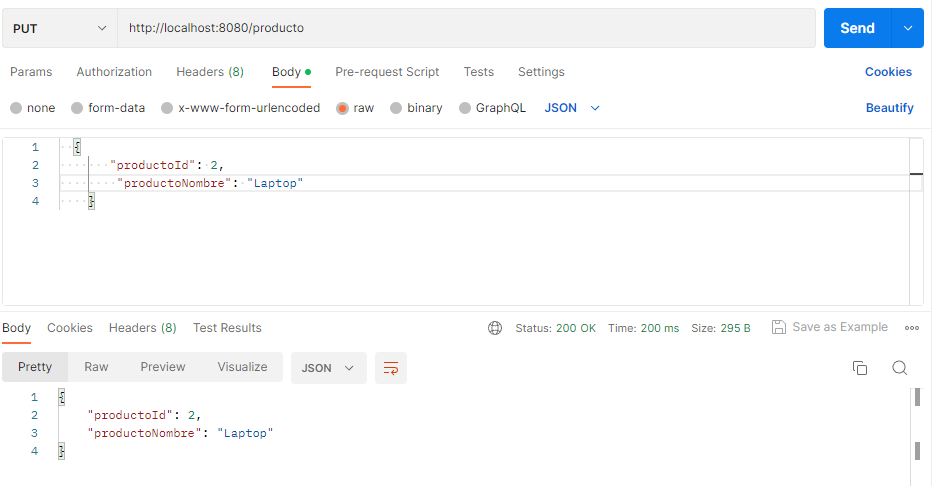 PUT http://localhost:8080/producto Send
Params Authorization Headers (8) Body Pre-request Script Tests Settings Cookies
none form-data x-www-form-urlencoded raw binary GraphQL JSON Beautify
1 {
2 "productoId": 2,
3 "productoNombre": "Laptop"
4 }
Body Cookies Headers (8) Test Results Status: 200 OK Time: 200 ms Size: 295 B Save as Example
Pretty Raw Preview Visualize JSON
1 {
2 "productoId": 2,
3 "productoNombre": "Laptop"
4 }